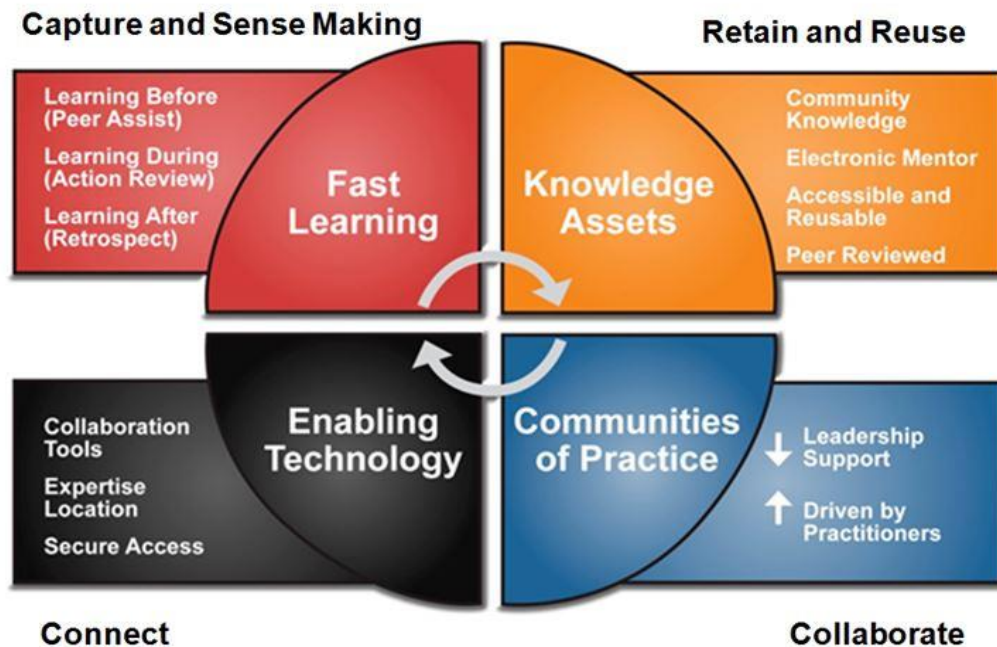 Capture and Sense Making
Retain and Reuse
Learning Before
(Peer Assist)
Learning During
(Action Review)
Learning After
(Retrospect)
Fast
Learning
Knowledge
Assets
Community
Knowledge
Electronic Mentor
Accessible and
Reusable
Peer Reviewed
Collaboration
Tools
Expertise
Location
Secure Access
Enabling
Technology
Communities
of Practice
Leadership
Support
Driven by
Practitioners
Connect
Collaborate